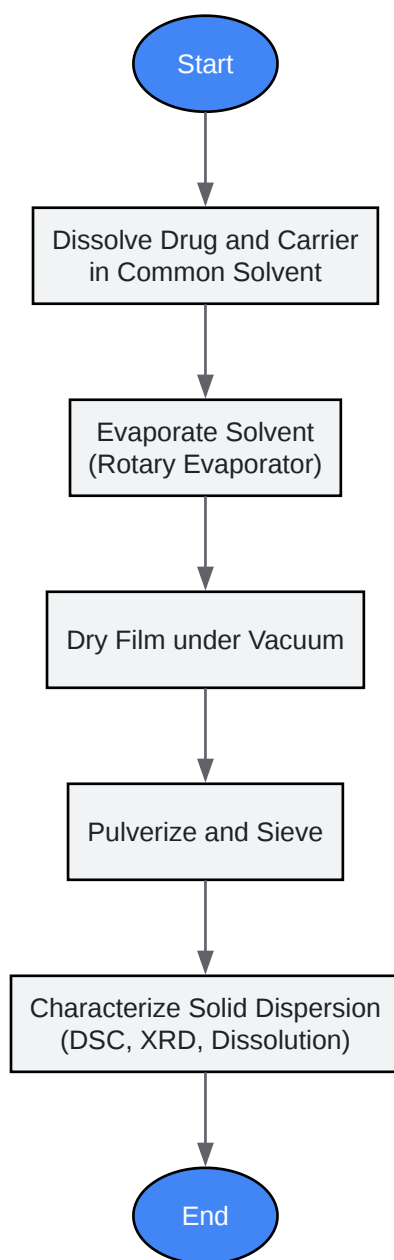 Start
Dissolve Drug and Carrier
in Common Solvent
Evaporate Solvent
(Rotary Evaporator)
Dry Film under Vacuum
Pulverize and Sieve
Characterize Solid Dispersion
(DSC, XRD, Dissolution)
End